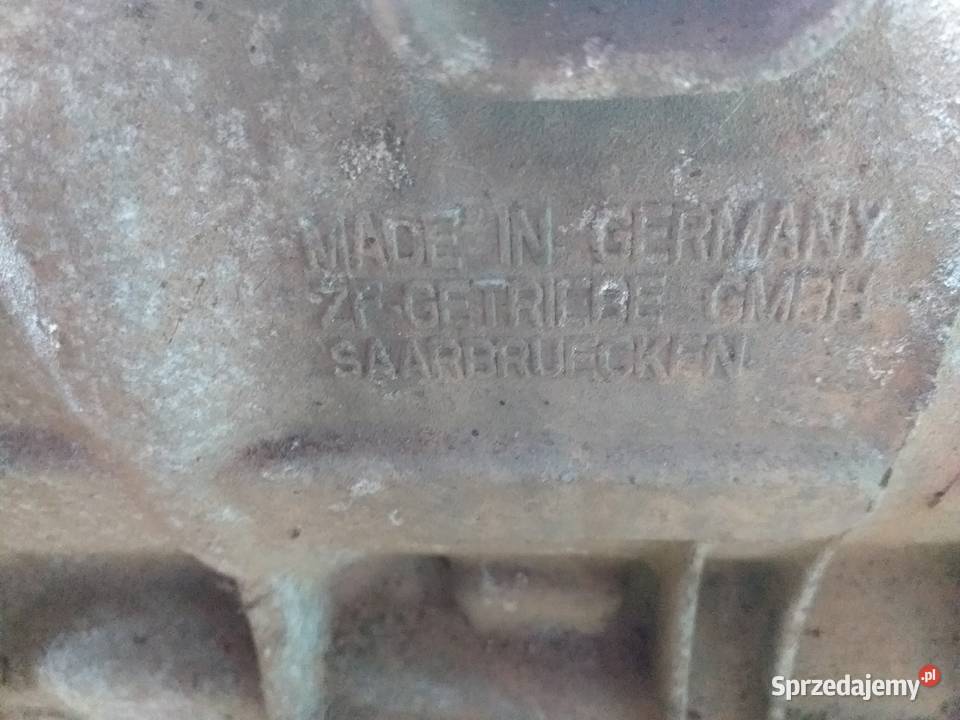 MADE IN GERMANY
ZF-GETRIEBE GMBH
SAARBRUECKEN
Sprzedajemy.pl